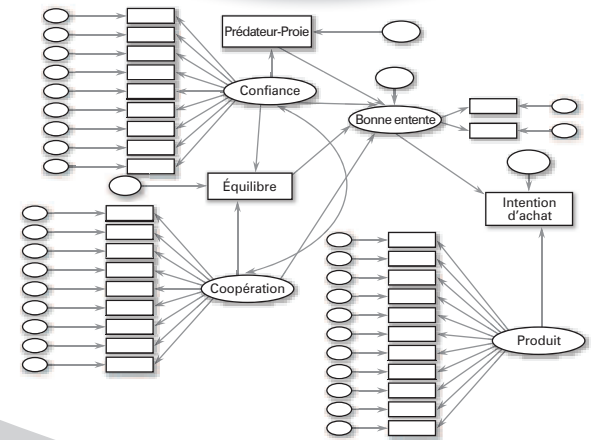 Prédateur-Proie
Confiance
Bonne entente
Équilibre
Intention
d'achat
Coopération
Produit